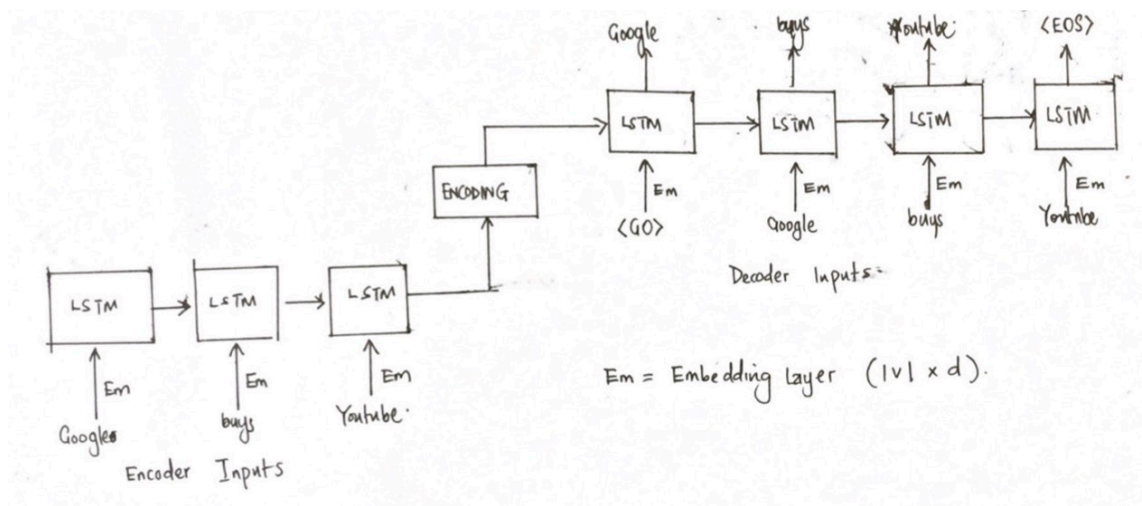 Google buys Youtube <EOS>
LSTM LSTM LSTM LSTM
Em Em Em Em
<GO> Google buys Youtube
Decoder Inputs
ENCODING
LSTM LSTM LSTM
Em Em Em
Google buys Youtube
Encoder Inputs
Em = Embedding Layer (|v| x d).